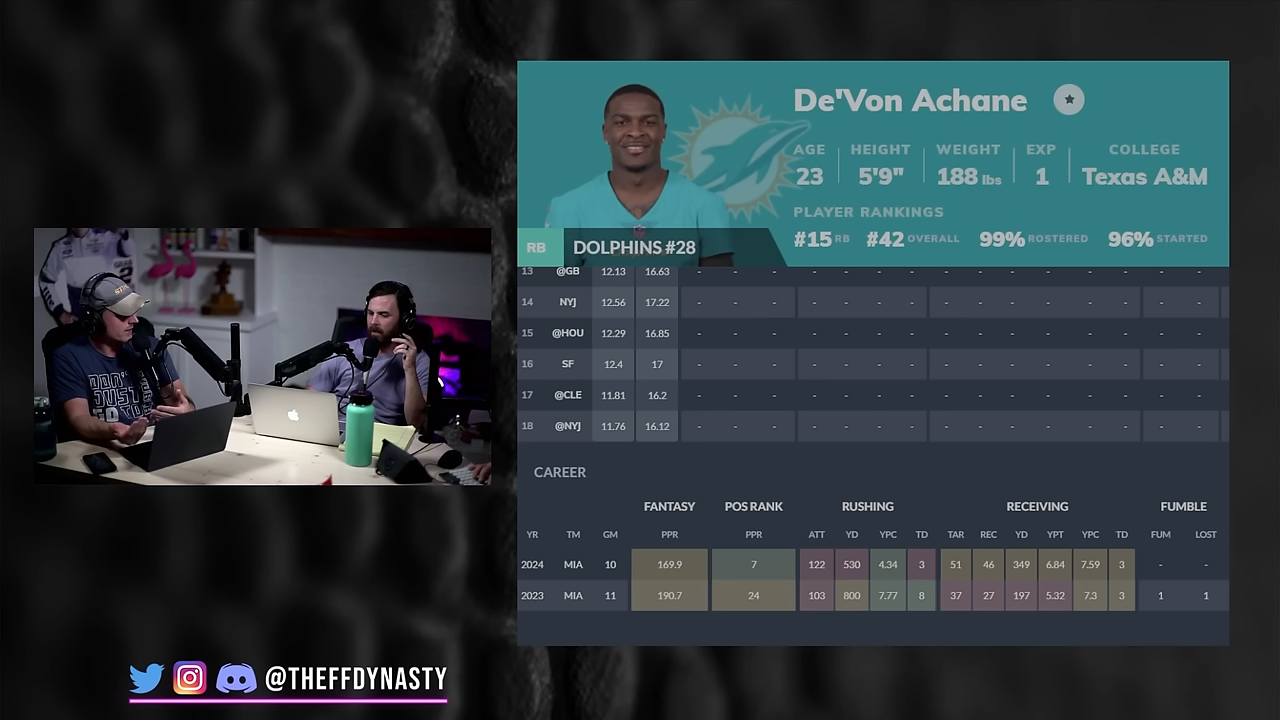 De'Von Achane
AGE HEIGHT WEIGHT EXP COLLEGE
23 5'9" 188 lbs 1 Texas A&M
PLAYER RANKINGS
#15 RB #42 OVERALL 99% ROSTERED 96% STARTED
RB DOLPHINS #28
13 @GB 12.13 16.63 - - - - - - - - - - - - - - -
14 NYJ 12.56 17.22 - - - - - - - - - - - - - - -
15 @HOU 12.29 16.85 - - - - - - - - - - - - - - -
16 SF 12.4 17 - - - - - - - - - - - - - - -
17 @CLE 11.81 16.2 - - - - - - - - - - - - - - -
18 @NYJ 11.76 16.12 - - - - - - - - - - - - - - -
CAREER
FANTASY POS RANK RUSHING RECEIVING FUMBLE
YR TM GM PPR PPR ATT YD YPC TD TAR REC YD YPT YPC TD FUM LOST
2024 MIA 10 169.9 7 122 530 4.34 3 51 46 349 6.84 7.59 3 - -
2023 MIA 11 190.7 24 103 800 7.77 8 37 27 197 5.32 7.3 3 1 1
DON'T
JUST
@THEFFDYNASTY